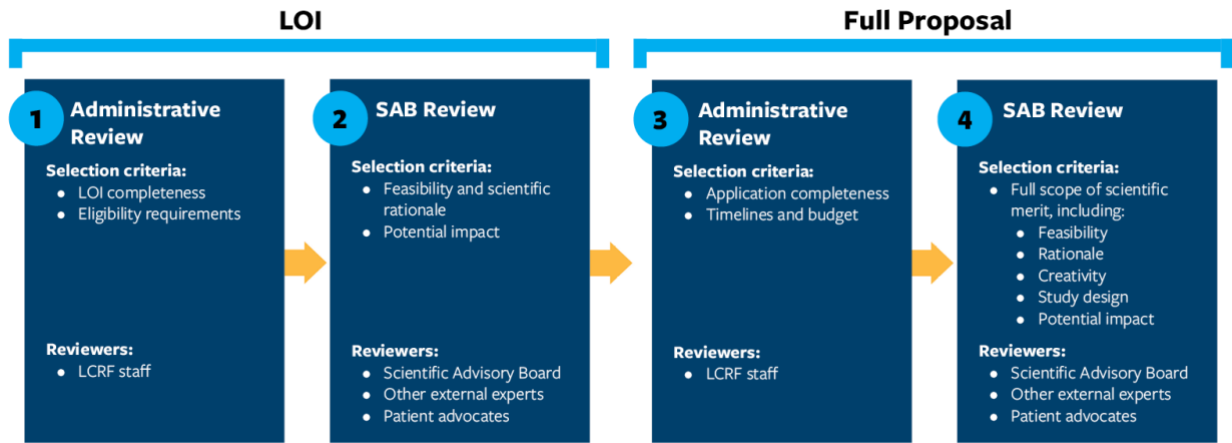 LOI
Full Proposal
1
Administrative
Review
Selection criteria:
● LOI completeness
● Eligibility requirements
Reviewers:
● LCRF staff
2
SAB Review
Selection criteria:
● Feasibility and scientific
rationale
● Potential impact
Reviewers:
● Scientific Advisory Board
● Other external experts
● Patient advocates
3
Administrative
Review
Selection criteria:
● Application completeness
● Timelines and budget
Reviewers:
● LCRF staff
4
SAB Review
Selection criteria:
● Full scope of scientific
merit, including:
● Feasibility
● Rationale
● Creativity
● Study design
● Potential impact
Reviewers:
● Scientific Advisory Board
● Other external experts
● Patient advocates